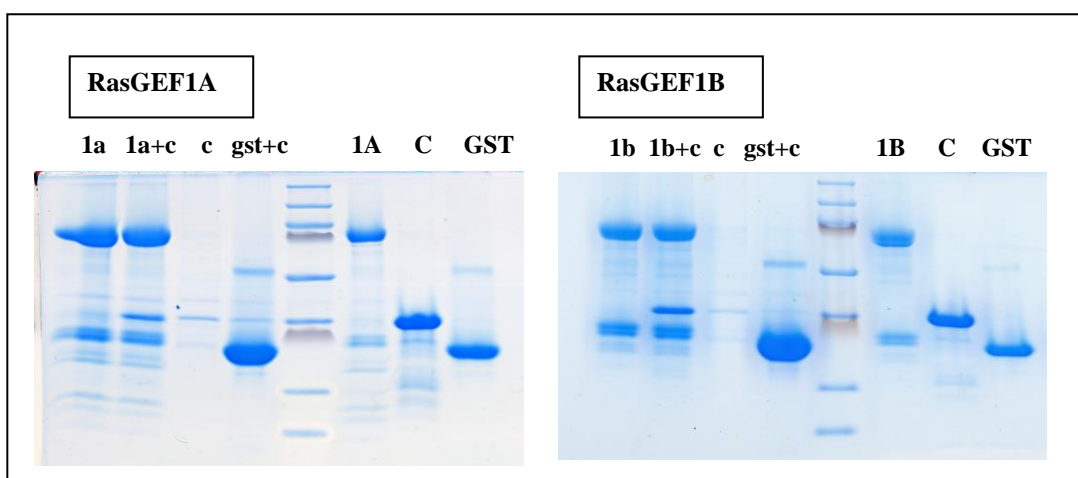 RasGEF1A
1a 1a+c c gst+c 1A C GST
RasGEF1B
1b 1b+c c gst+c 1B C GST